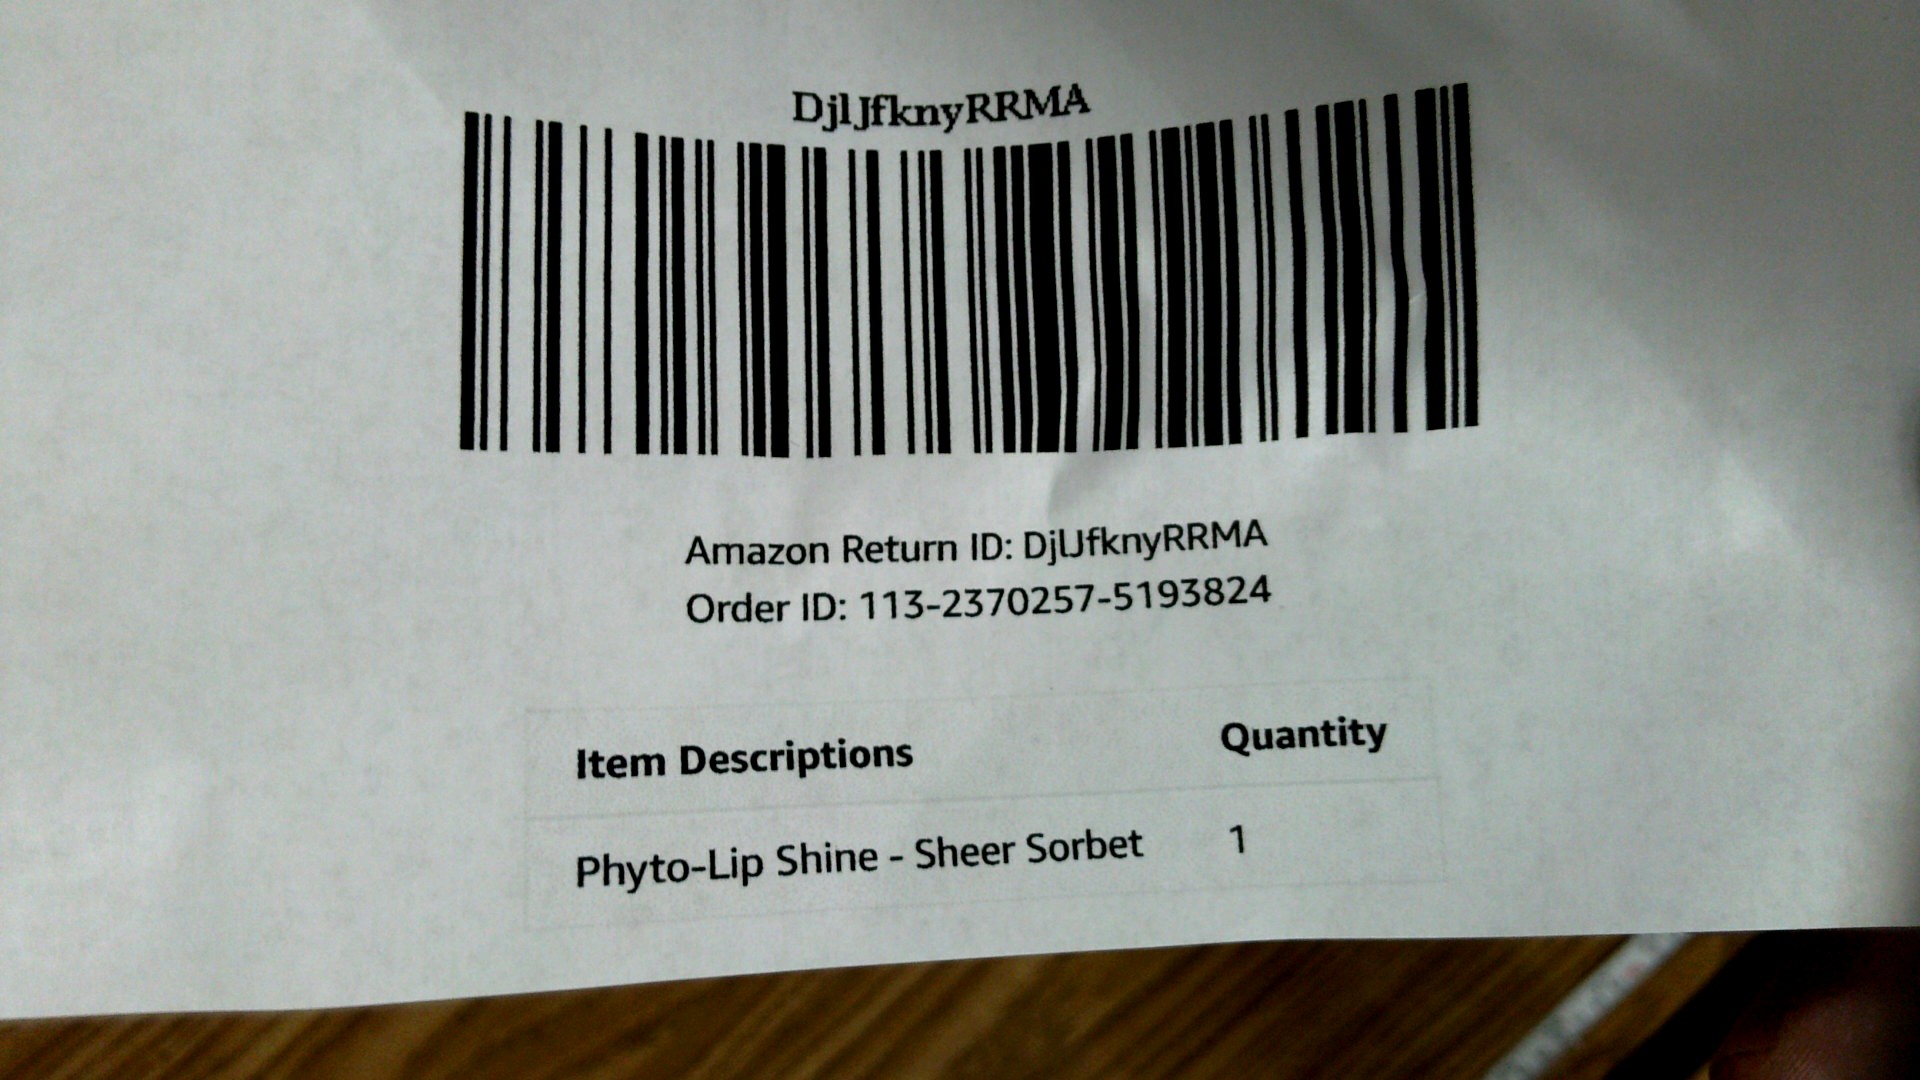 DjlJfknyRRMA
Amazon Return ID: DjlJfknyRRMA
Order ID: 113-2370257-5193824
Item Descriptions Quantity
Phyto-Lip Shine - Sheer Sorbet 1